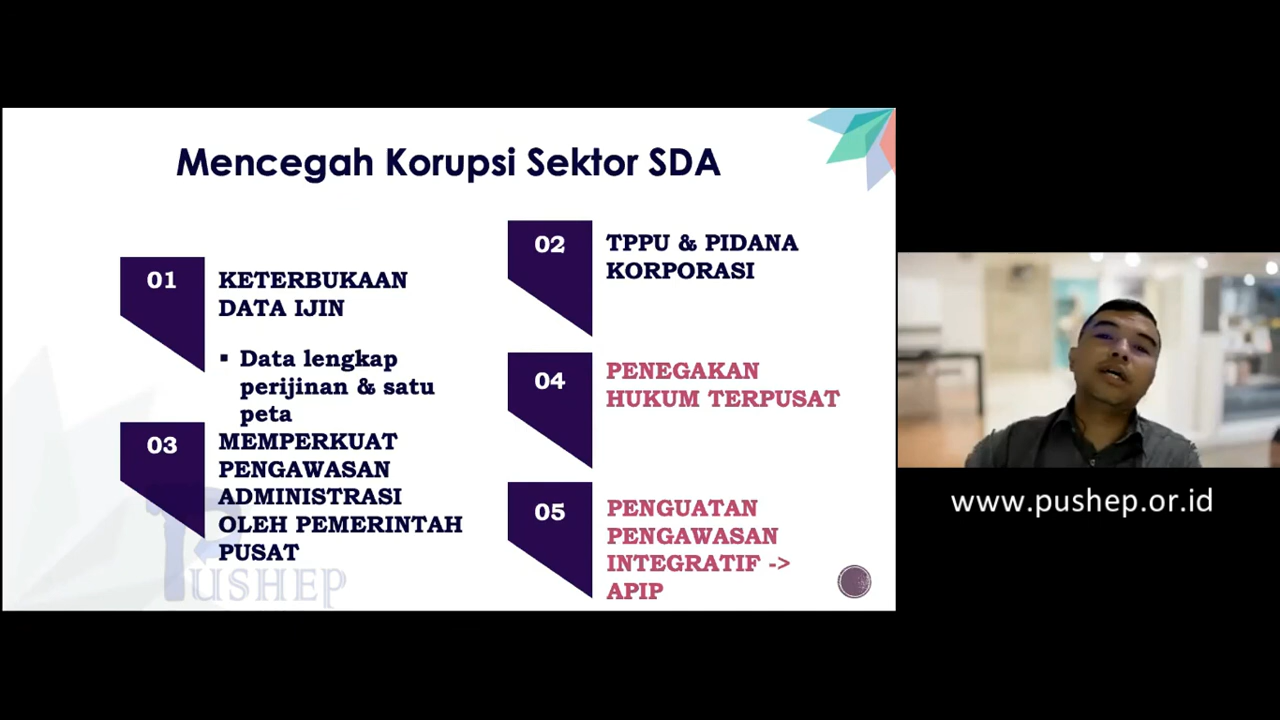 Mencegah Korupsi Sektor SDA
01
KETERBUKAAN
DATA IJIN
▪ Data lengkap
perijinan & satu
peta
02
TPPU & PIDANA
KORPORASI
03
MEMPERKUAT
PENGAWASAN
ADMINISTRASI
OLEH PEMERINTAH
PUSAT
04
PENEGAKAN
HUKUM TERPUSAT
05
PENGUATAN
PENGAWASAN
INTEGRATIF ->
APIP
PUSHEP
www.pushep.or.id